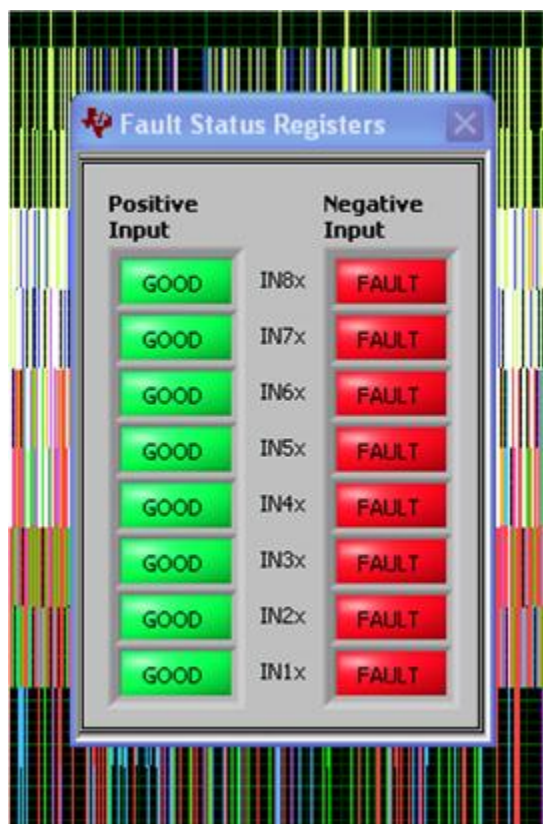 Fault Status Registers
Positive Input
Negative Input
GOOD IN8x FAULT
GOOD IN7x FAULT
GOOD IN6x FAULT
GOOD IN5x FAULT
GOOD IN4x FAULT
GOOD IN3x FAULT
GOOD IN2x FAULT
GOOD IN1x FAULT